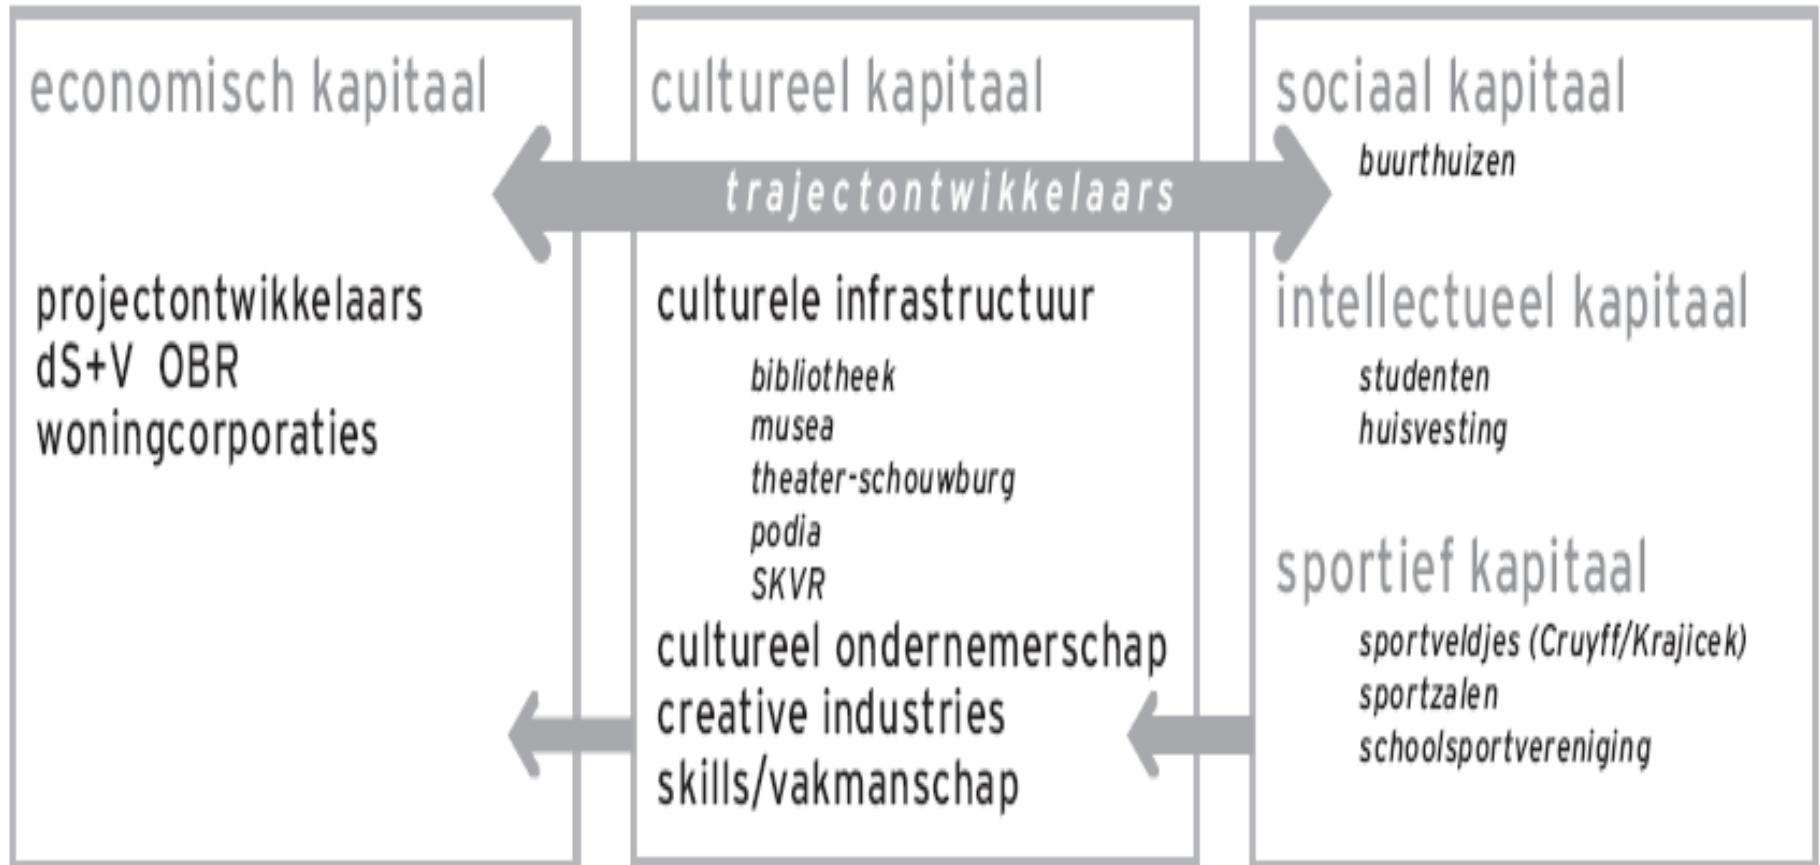 economisch kapitaal
projectontwikkelaars
dS+V OBR
woningcorporaties
cultureel kapitaal
trajectontwikkelaars
culturele infrastructuur
bibliotheek
musea
theater-schouwburg
podia
SKVR
cultureel ondernemerschap
creative industries
skills/vakmanschap
sociaal kapitaal
buurthuizen
intellectueel kapitaal
studenten
huisvesting
sportief kapitaal
sportveldjes (Cruyff/Krajicek)
sportzalen
schoolsportvereniging